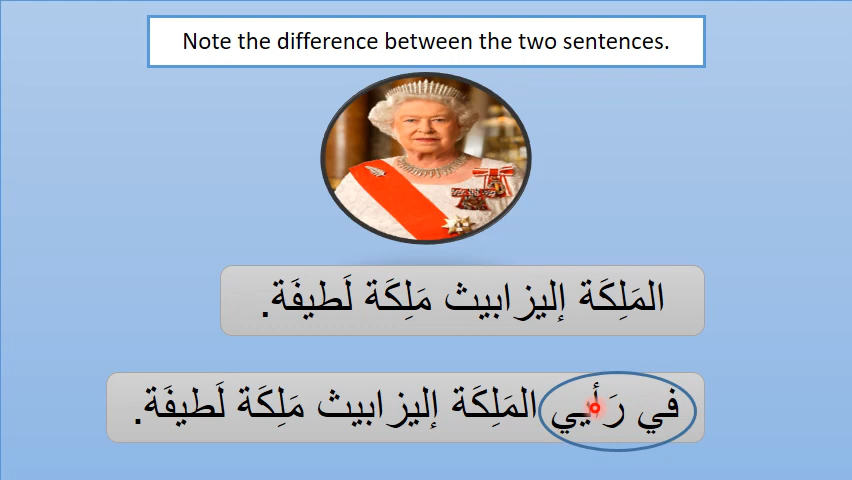 Note the difference between the two sentences.
المَلِكَة إليزابيث مَلِكَة لَطيفَة.
في رَأيي المَلِكَة إليزابيث مَلِكَة لَطيفَة.